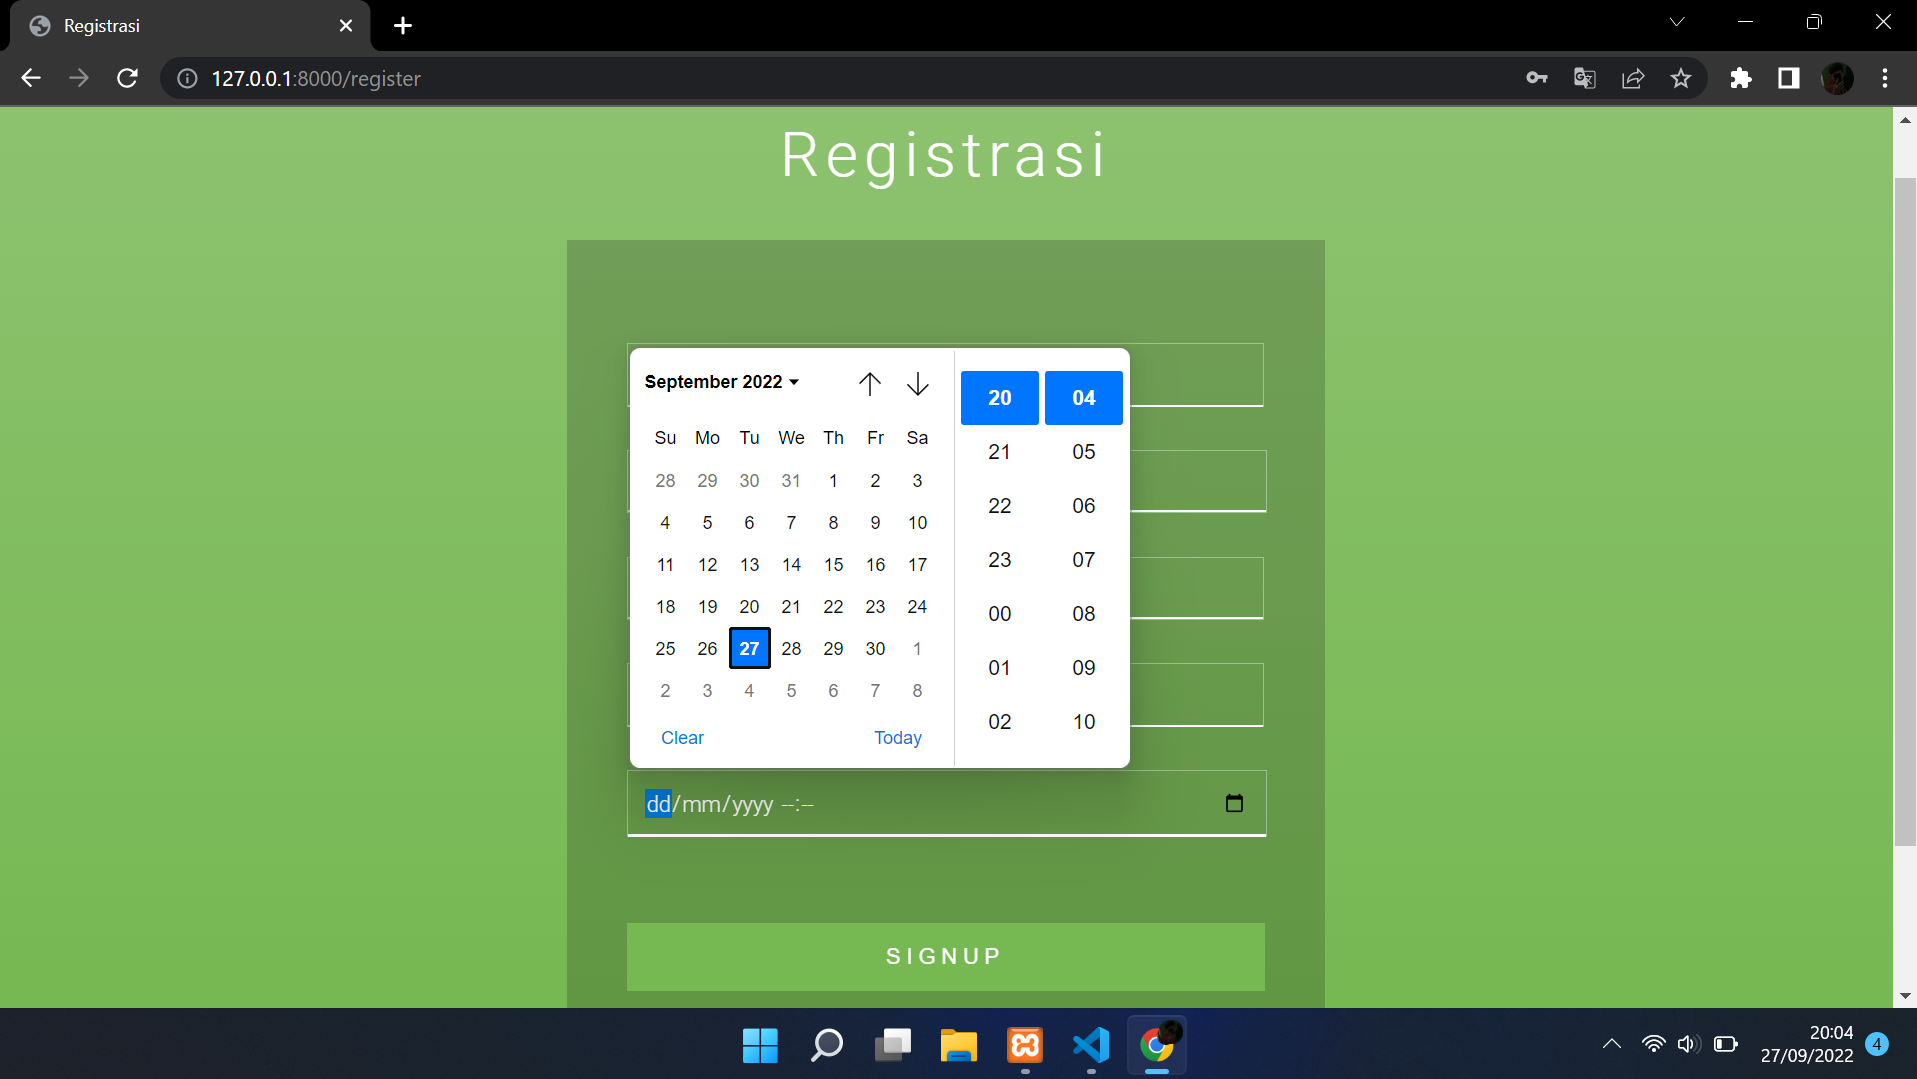 Registrasi
127.0.0.1:8000/register
Registrasi
September 2022
Su Mo Tu We Th Fr Sa
28 29 30 31 1 2 3
4 5 6 7 8 9 10
11 12 13 14 15 16 17
18 19 20 21 22 23 24
25 26 27 28 29 30 1
2 3 4 5 6 7 8
Clear Today
20 04
21 05
22 06
23 07
00 08
01 09
02 10
dd/mm/yyyy --:--
SIGNUP
20:04
27/09/2022
4